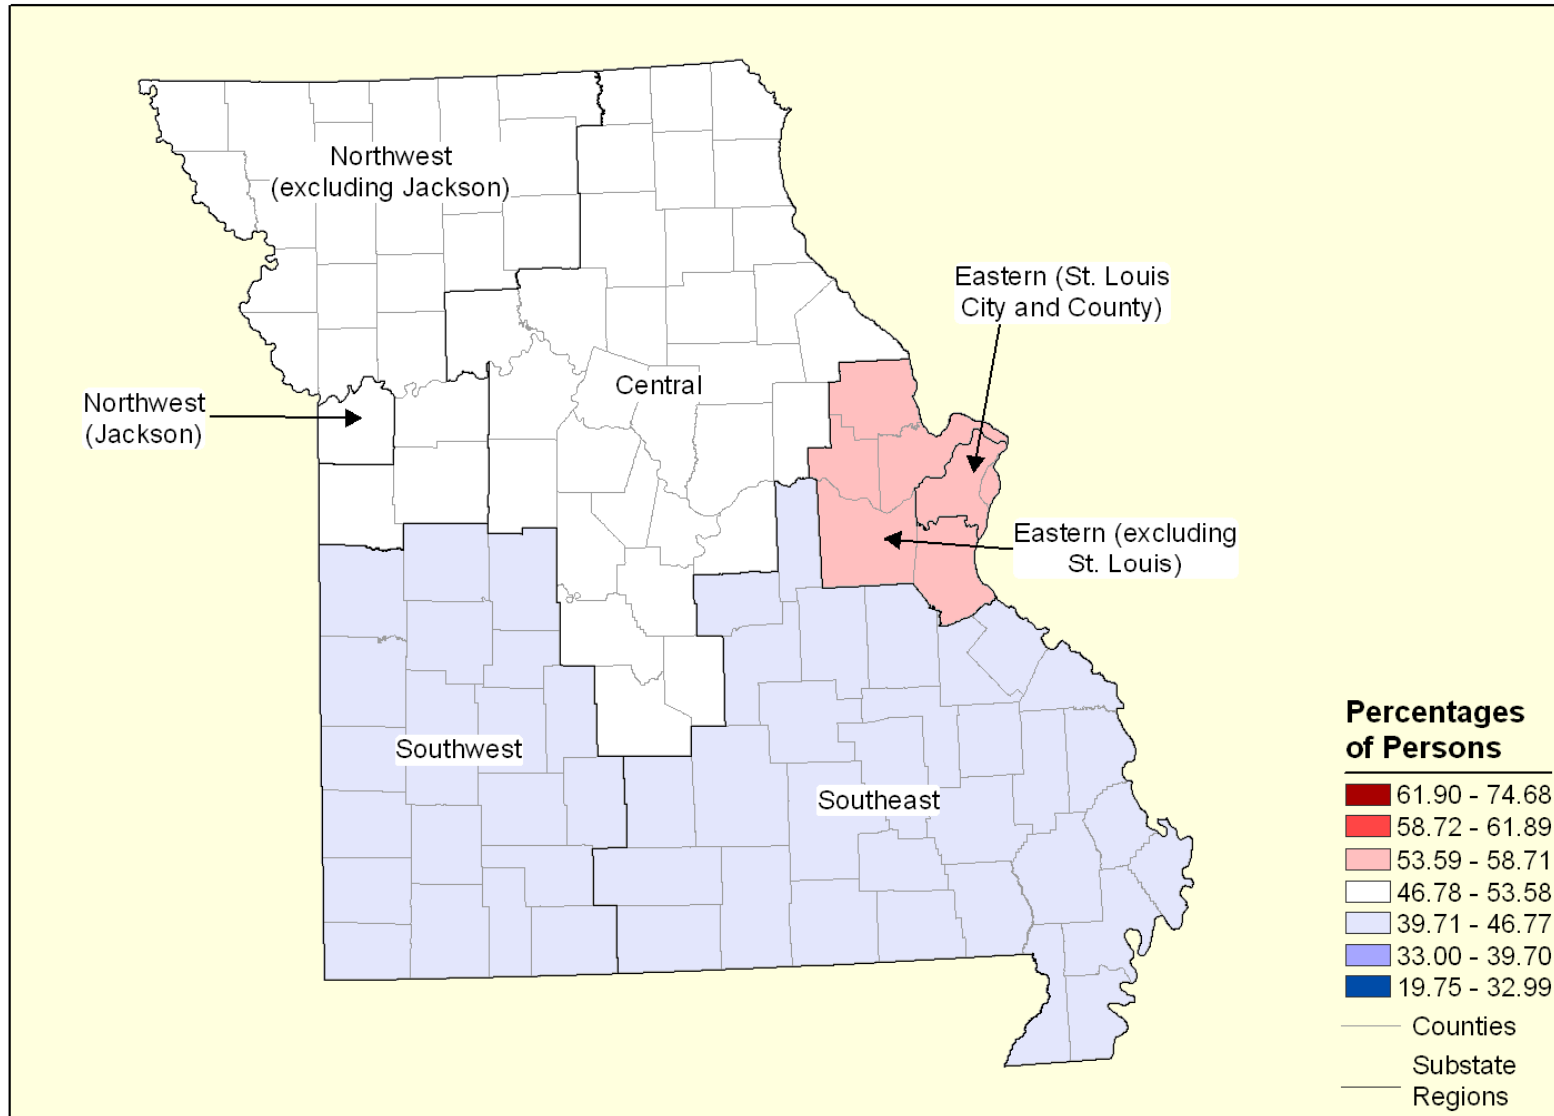 Northwest
(excluding Jackson)
Eastern (St. Louis
City and County)
Central
Northwest
(Jackson)
Eastern (excluding
St. Louis)
Southwest
Southeast
Percentages
of Persons
61.90 - 74.68
58.72 - 61.89
53.59 - 58.71
46.78 - 53.58
39.71 - 46.77
33.00 - 39.70
19.75 - 32.99
Counties
Substate
Regions